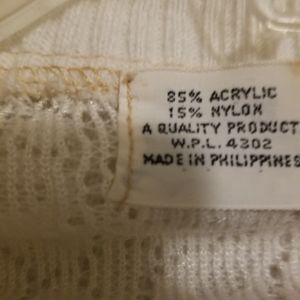 85% ACRYLIC
15% NYLON
A QUALITY PRODUCT
W.P.L. 4302
MADE IN PHILIPPINES